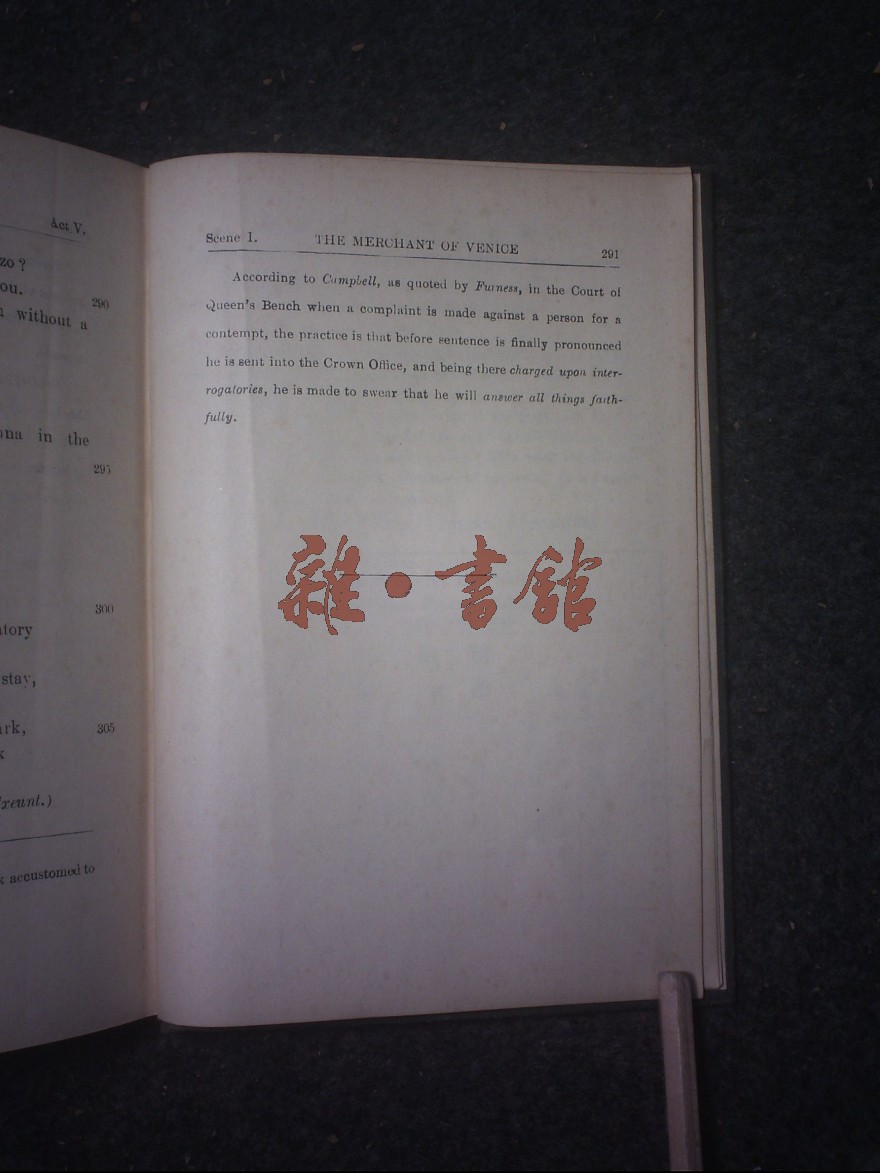 Act V.
zo ?
ou.
290
without a
na in the
295
300
tory
stay,
rk,
305
xeunt.)
accustomed to
Scene I. THE MERCHANT OF VENICE 291
According to Campbell, as quoted by Furness, in the Court of
Queen's Bench when a complaint is made against a person for a
contempt, the practice is that before sentence is finally pronounced
he is sent into the Crown Office, and being there charged upon inter-
rogatories, he is made to swear that he will answer all things faith-
fully.
雜・書館